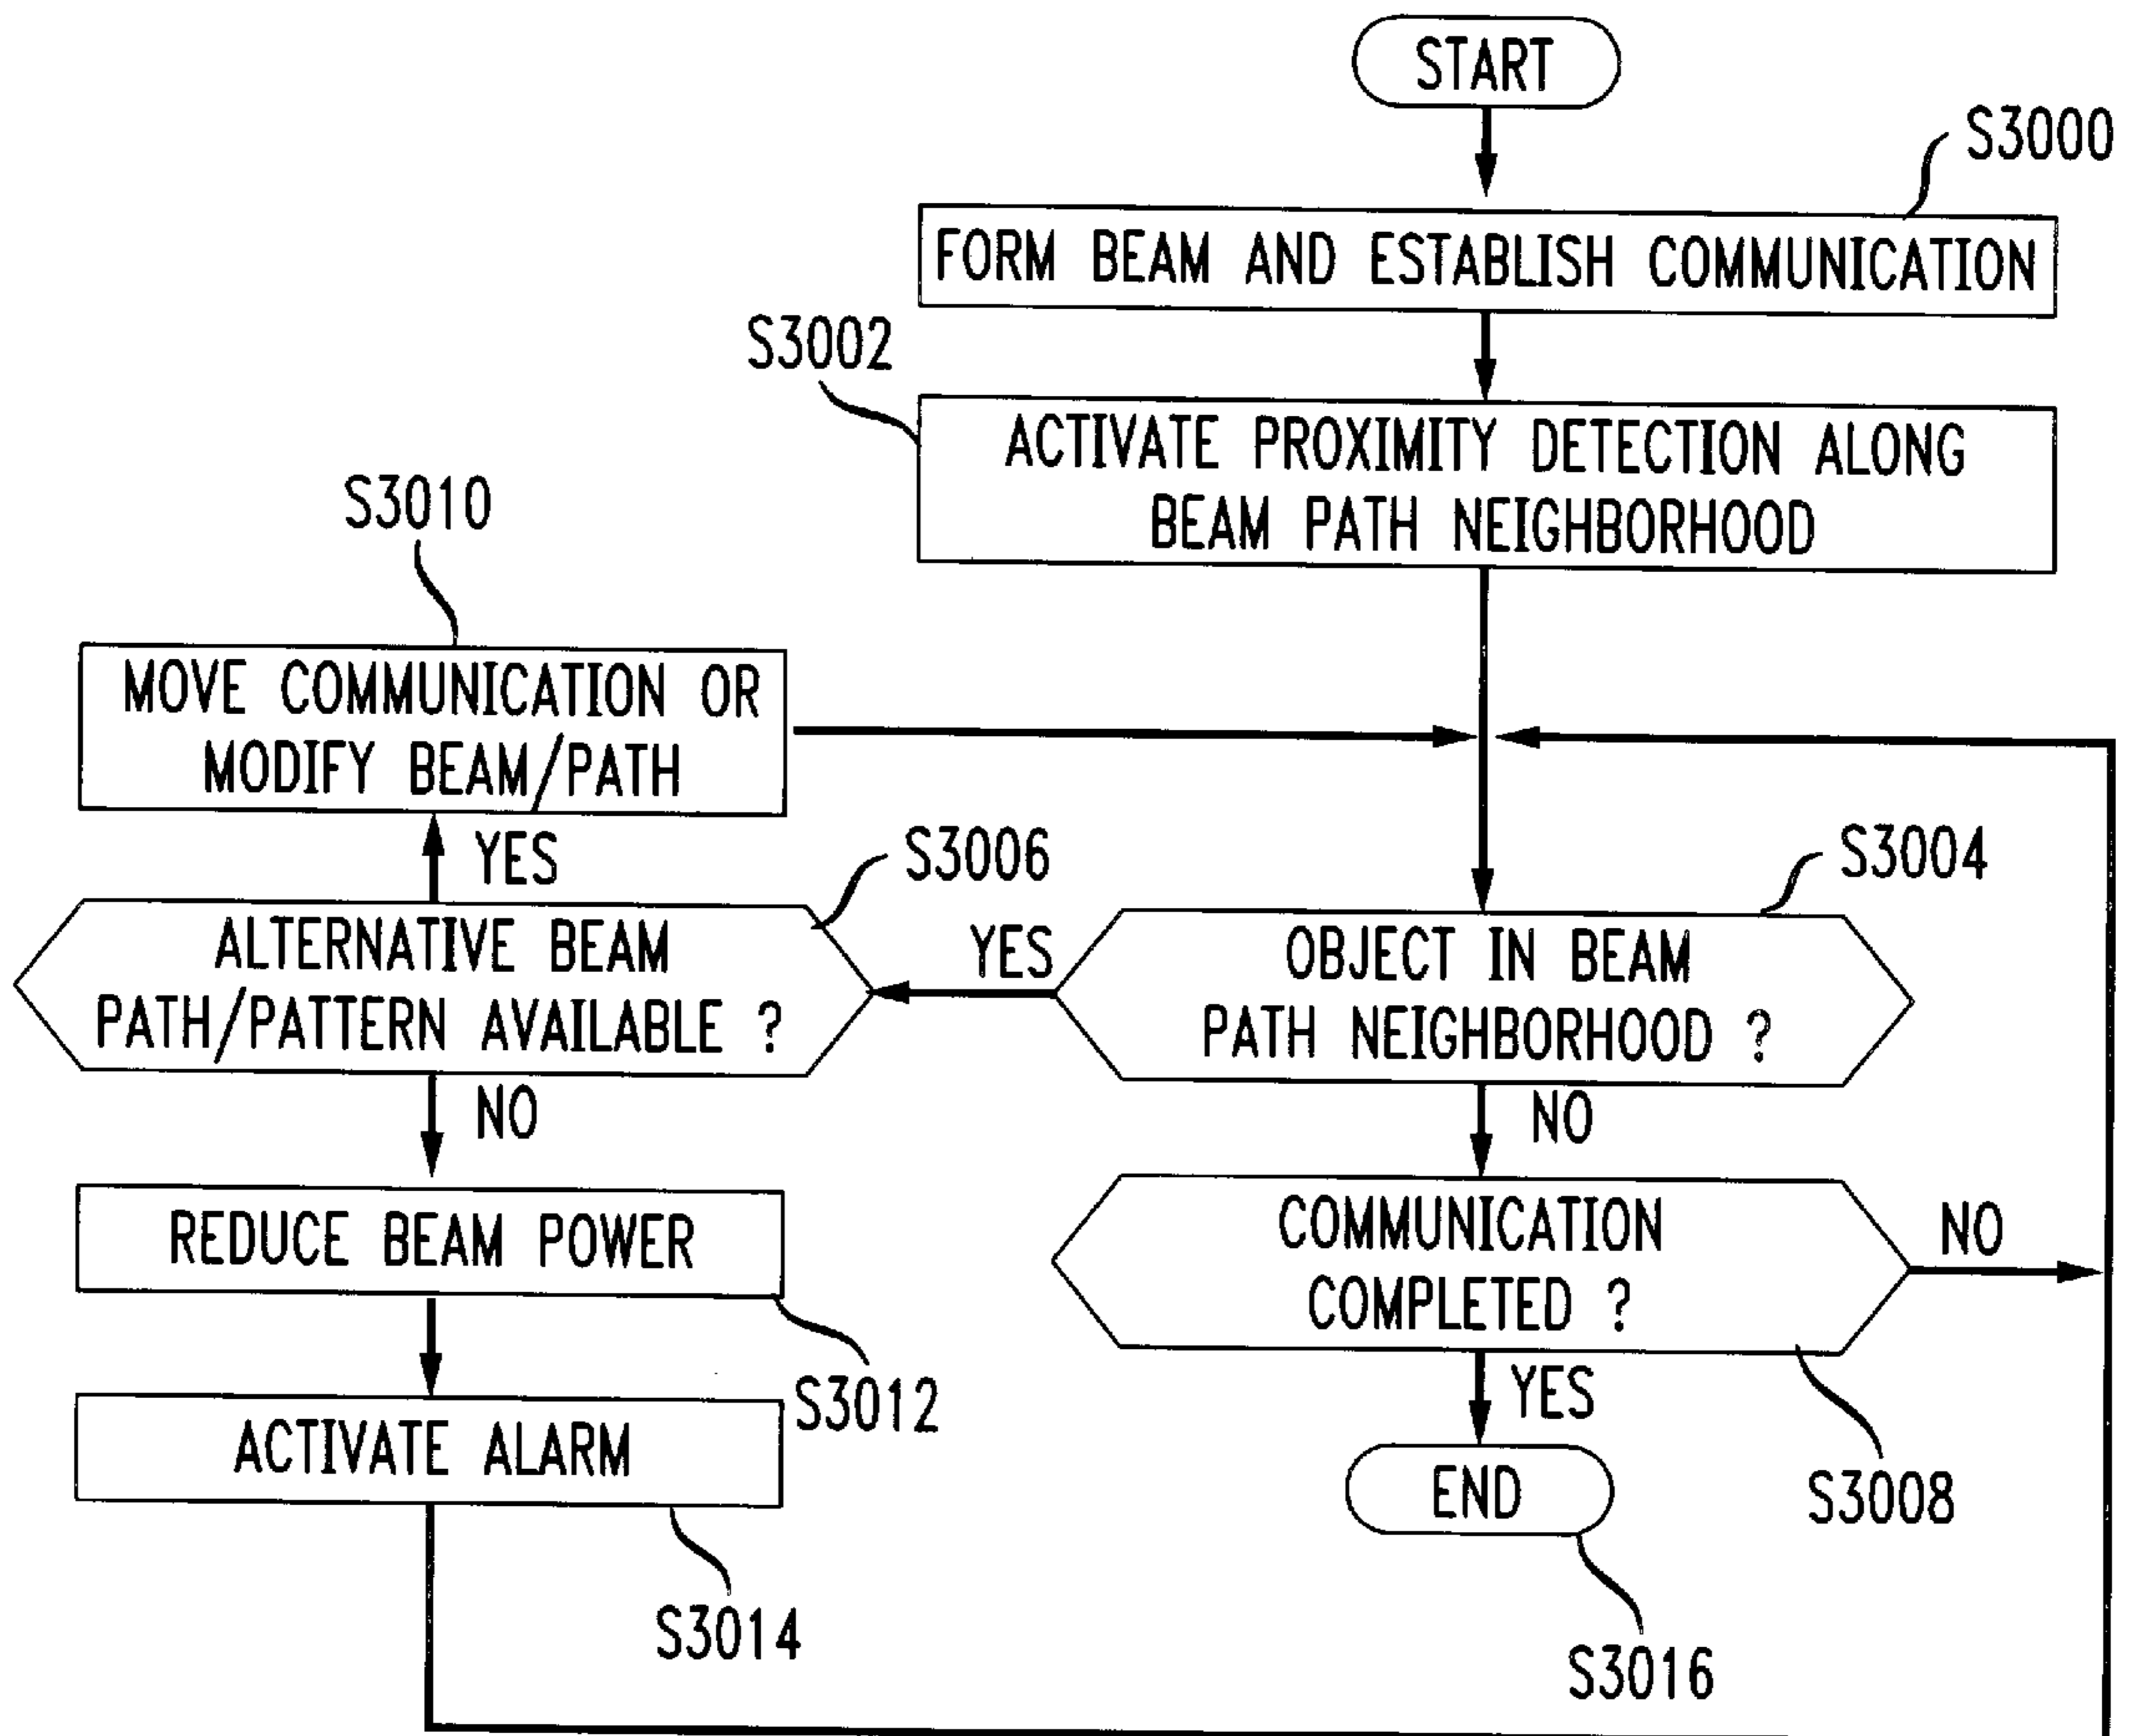 START
S3000
FORM BEAM AND ESTABLISH COMMUNICATION
S3002
ACTIVATE PROXIMITY DETECTION ALONG
BEAM PATH NEIGHBORHOOD
S3010
MOVE COMMUNICATION OR
MODIFY BEAM/PATH
YES
S3006
S3004
ALTERNATIVE BEAM
PATH/PATTERN AVAILABLE ?
YES
OBJECT IN BEAM
PATH NEIGHBORHOOD ?
NO
NO
REDUCE BEAM POWER
COMMUNICATION
COMPLETED ?
NO
S3012
YES
ACTIVATE ALARM
END
S3008
S3014
S3016